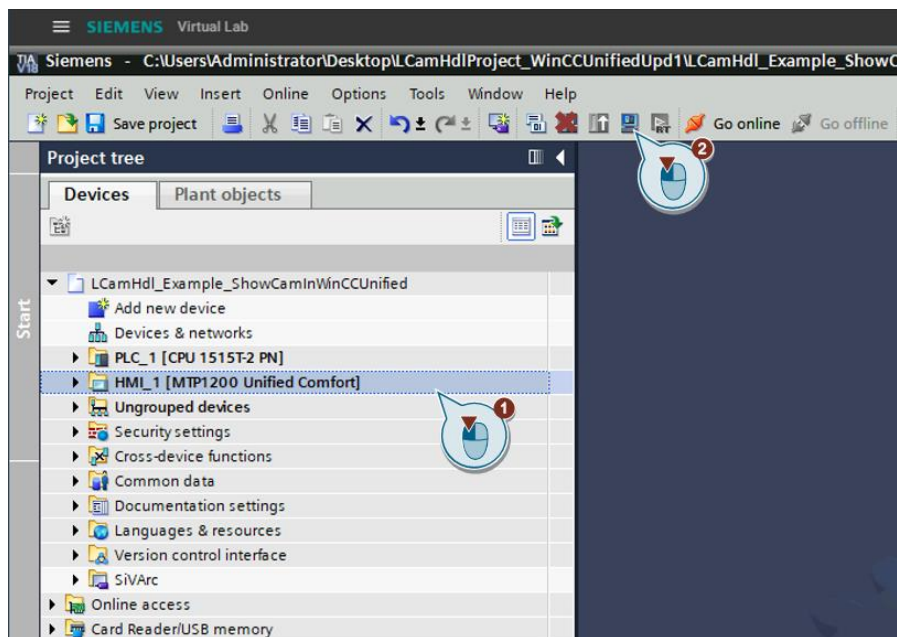 SIEMENS Virtual Lab
Siemens - C:\Users\Administrator\Desktop\LCamHdlProject_WinCCUnifiedUpd1\LCamHdl_Example_ShowC
Project Edit View Insert Online Options Tools Window Help
Save project Go online Go offline
2
Project tree
Devices Plant objects
Start
LCamHdl_Example_ShowCamInWinCCUnified
Add new device
Devices & networks
PLC_1 [CPU 1515T-2 PN]
HMI_1 [MTP1200 Unified Comfort]
1
Ungrouped devices
Security settings
Cross-device functions
Common data
Documentation settings
Languages & resources
Version control interface
SiVArc
Online access
Card Reader/USB memory